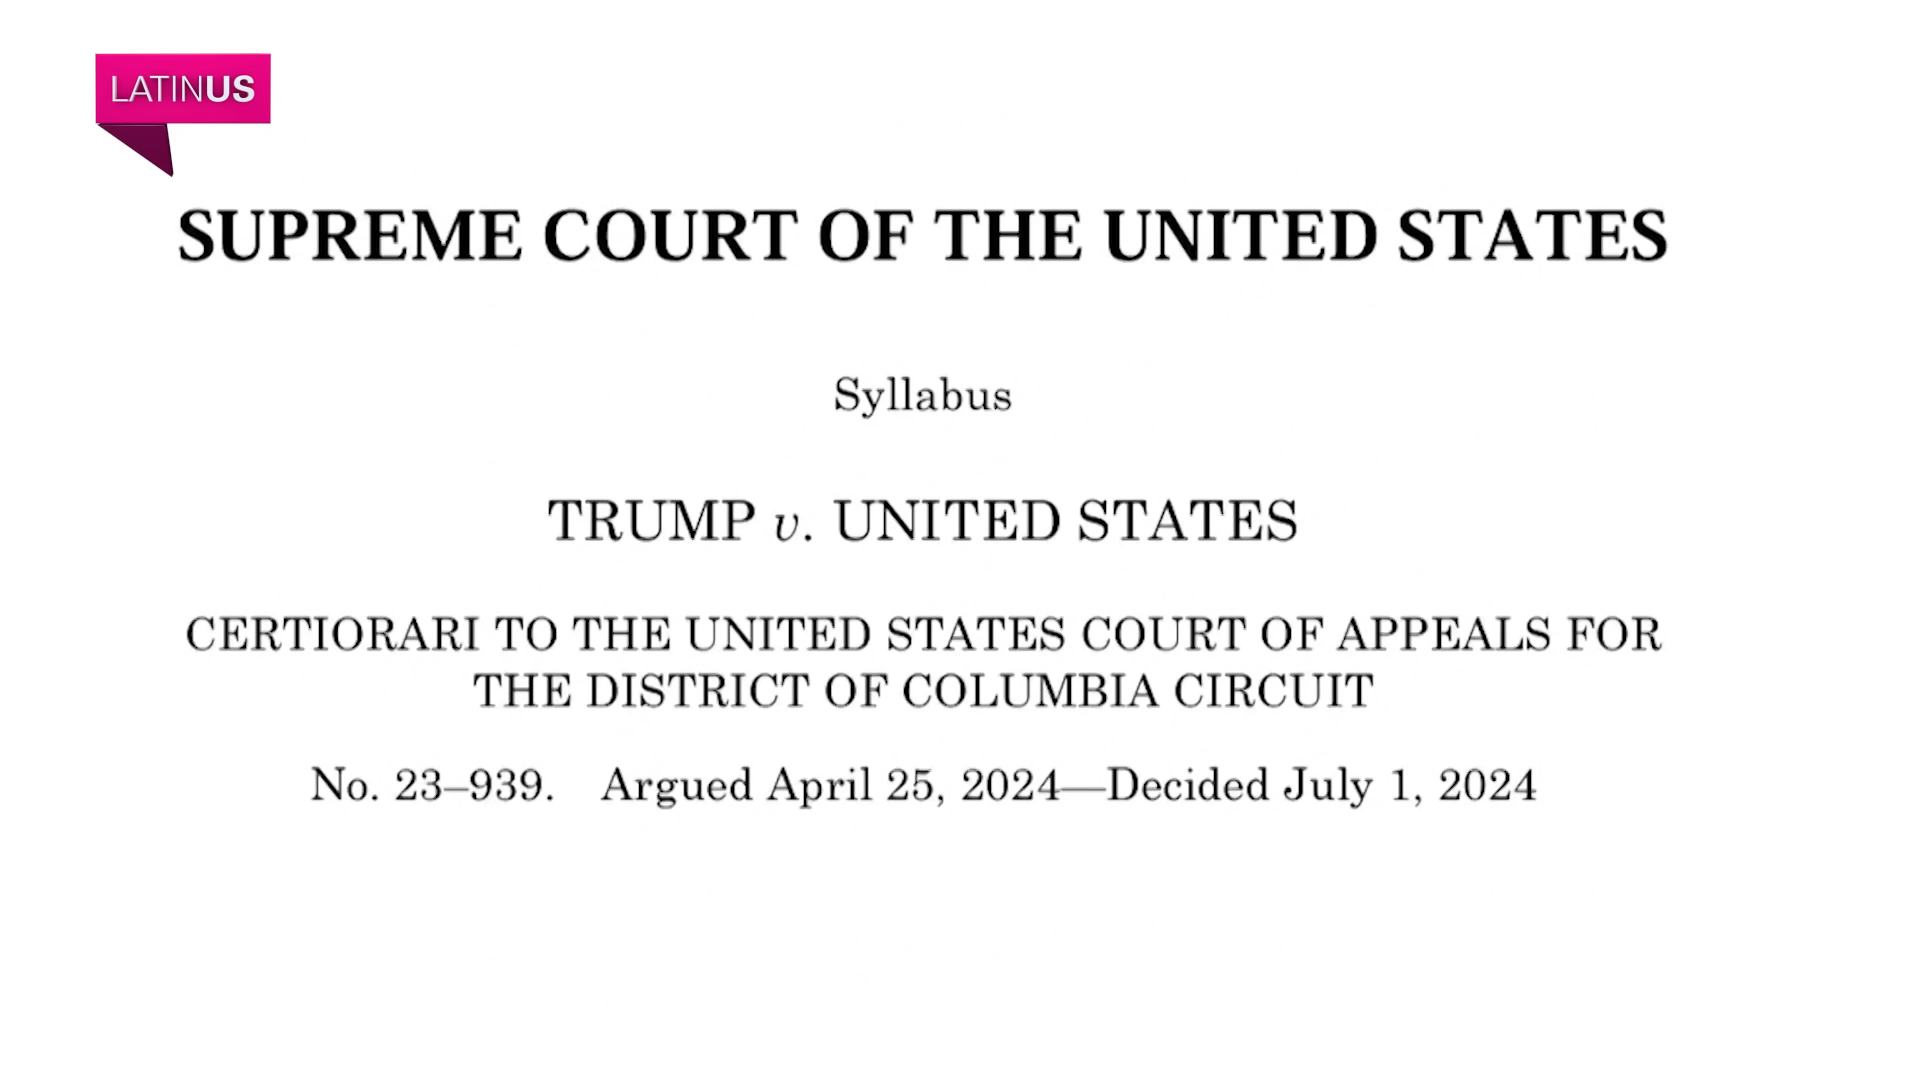 LATINUS
SUPREME COURT OF THE UNITED STATES
Syllabus
TRUMP v. UNITED STATES
CERTIORARI TO THE UNITED STATES COURT OF APPEALS FOR
THE DISTRICT OF COLUMBIA CIRCUIT
No. 23–939. Argued April 25, 2024—Decided July 1, 2024